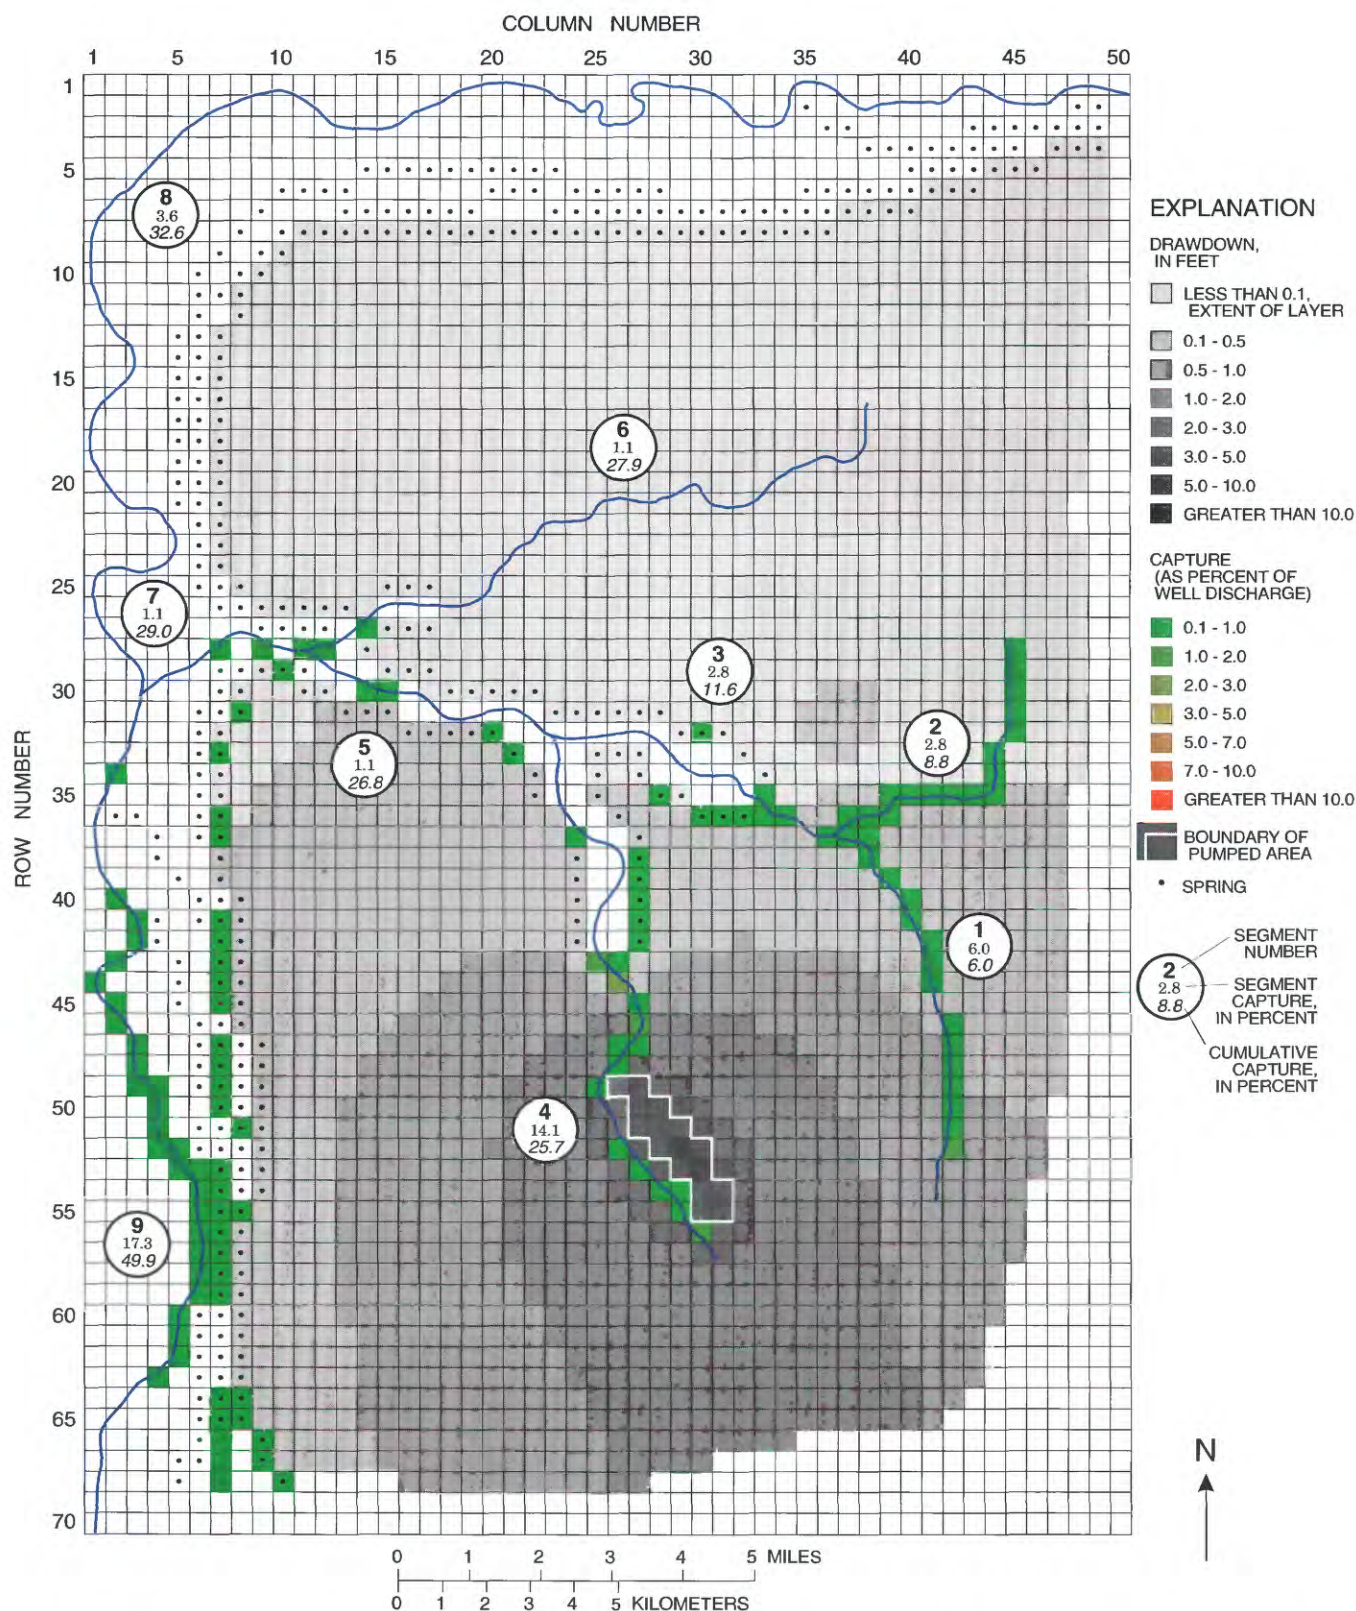 COLUMN NUMBER
1 5 10 15 20 25 30 35 40 45 50
ROW NUMBER
1
5
10
15
20
25
30
35
40
45
50
55
60
65
70
8
3.6
32.6
6
1.1
27.9
7
1.1
29.0
3
2.8
11.6
2
2.8
8.8
5
1.1
26.8
1
6.0
6.0
4
14.1
25.7
9
17.3
49.9
EXPLANATION
DRAWDOWN,
IN FEET
LESS THAN 0.1,
EXTENT OF LAYER
0.1 - 0.5
0.5 - 1.0
1.0 - 2.0
2.0 - 3.0
3.0 - 5.0
5.0 - 10.0
GREATER THAN 10.0
CAPTURE
(AS PERCENT OF
WELL DISCHARGE)
0.1 - 1.0
1.0 - 2.0
2.0 - 3.0
3.0 - 5.0
5.0 - 7.0
7.0 - 10.0
GREATER THAN 10.0
BOUNDARY OF
PUMPED AREA
SPRING
2
2.8
8.8
SEGMENT
NUMBER
SEGMENT
CAPTURE,
IN PERCENT
CUMULATIVE
CAPTURE,
IN PERCENT
N
0 1 2 3 4 5 MILES
0 1 2 3 4 5 KILOMETERS